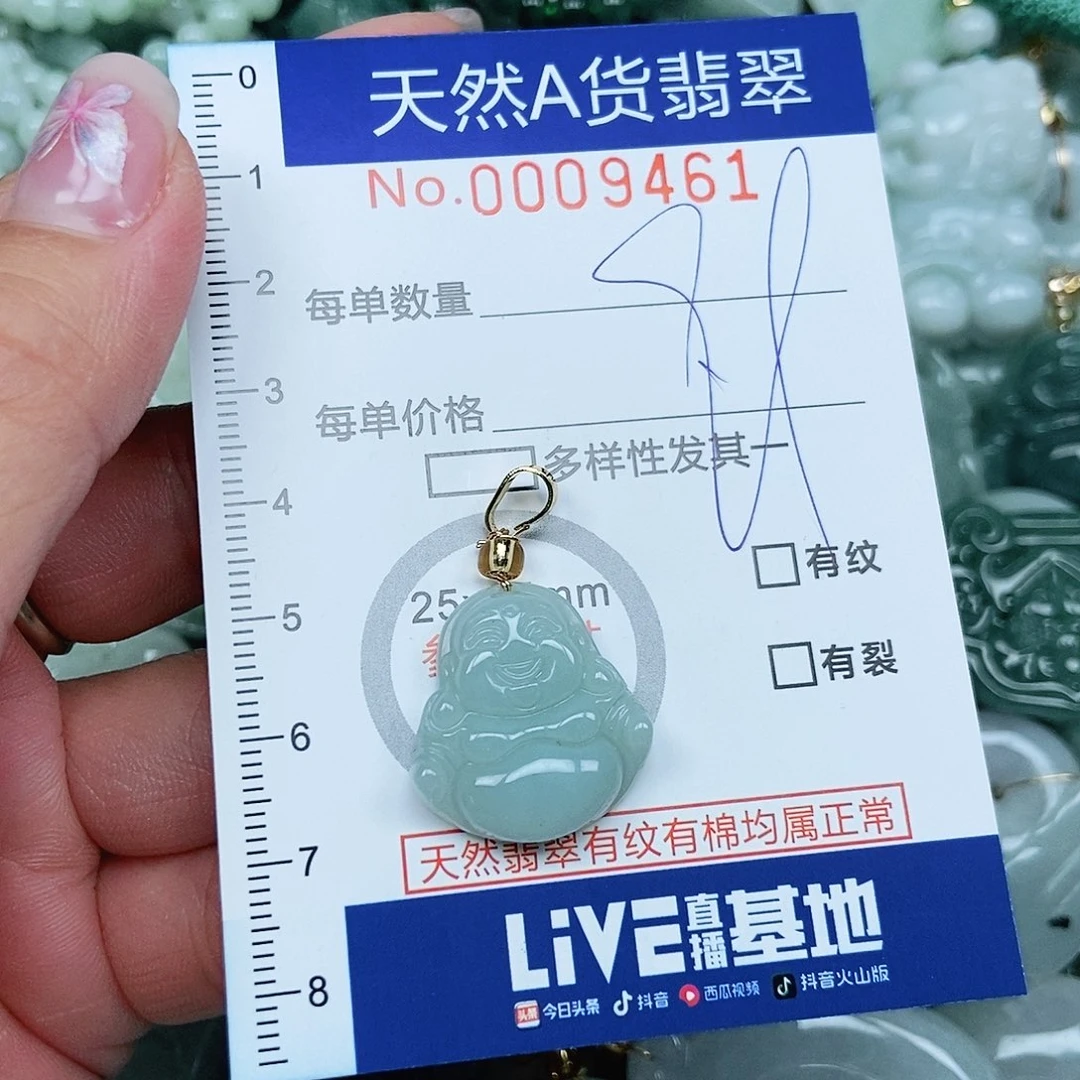 天然A货翡翠
No.0009461
0
1
2
每单数量
3
每单价格
多样性发其一
4
有纹
25 mm
5
有裂
6
天然翡翠有纹有棉均属正常
7
LiVE直播基地
8
今日头条 抖音 西瓜视频 抖音火山版